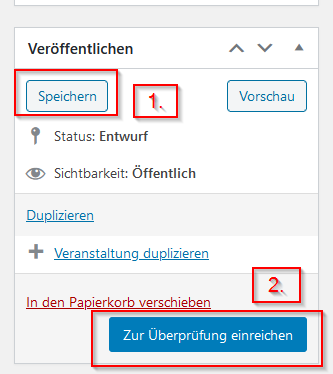 Veröffentlichen
Speichern
1.
Vorschau
Status: Entwurf
Sichtbarkeit: Öffentlich
Duplizieren
Veranstaltung duplizieren
2.
In den Papierkorb verschieben
Zur Überprüfung einreichen